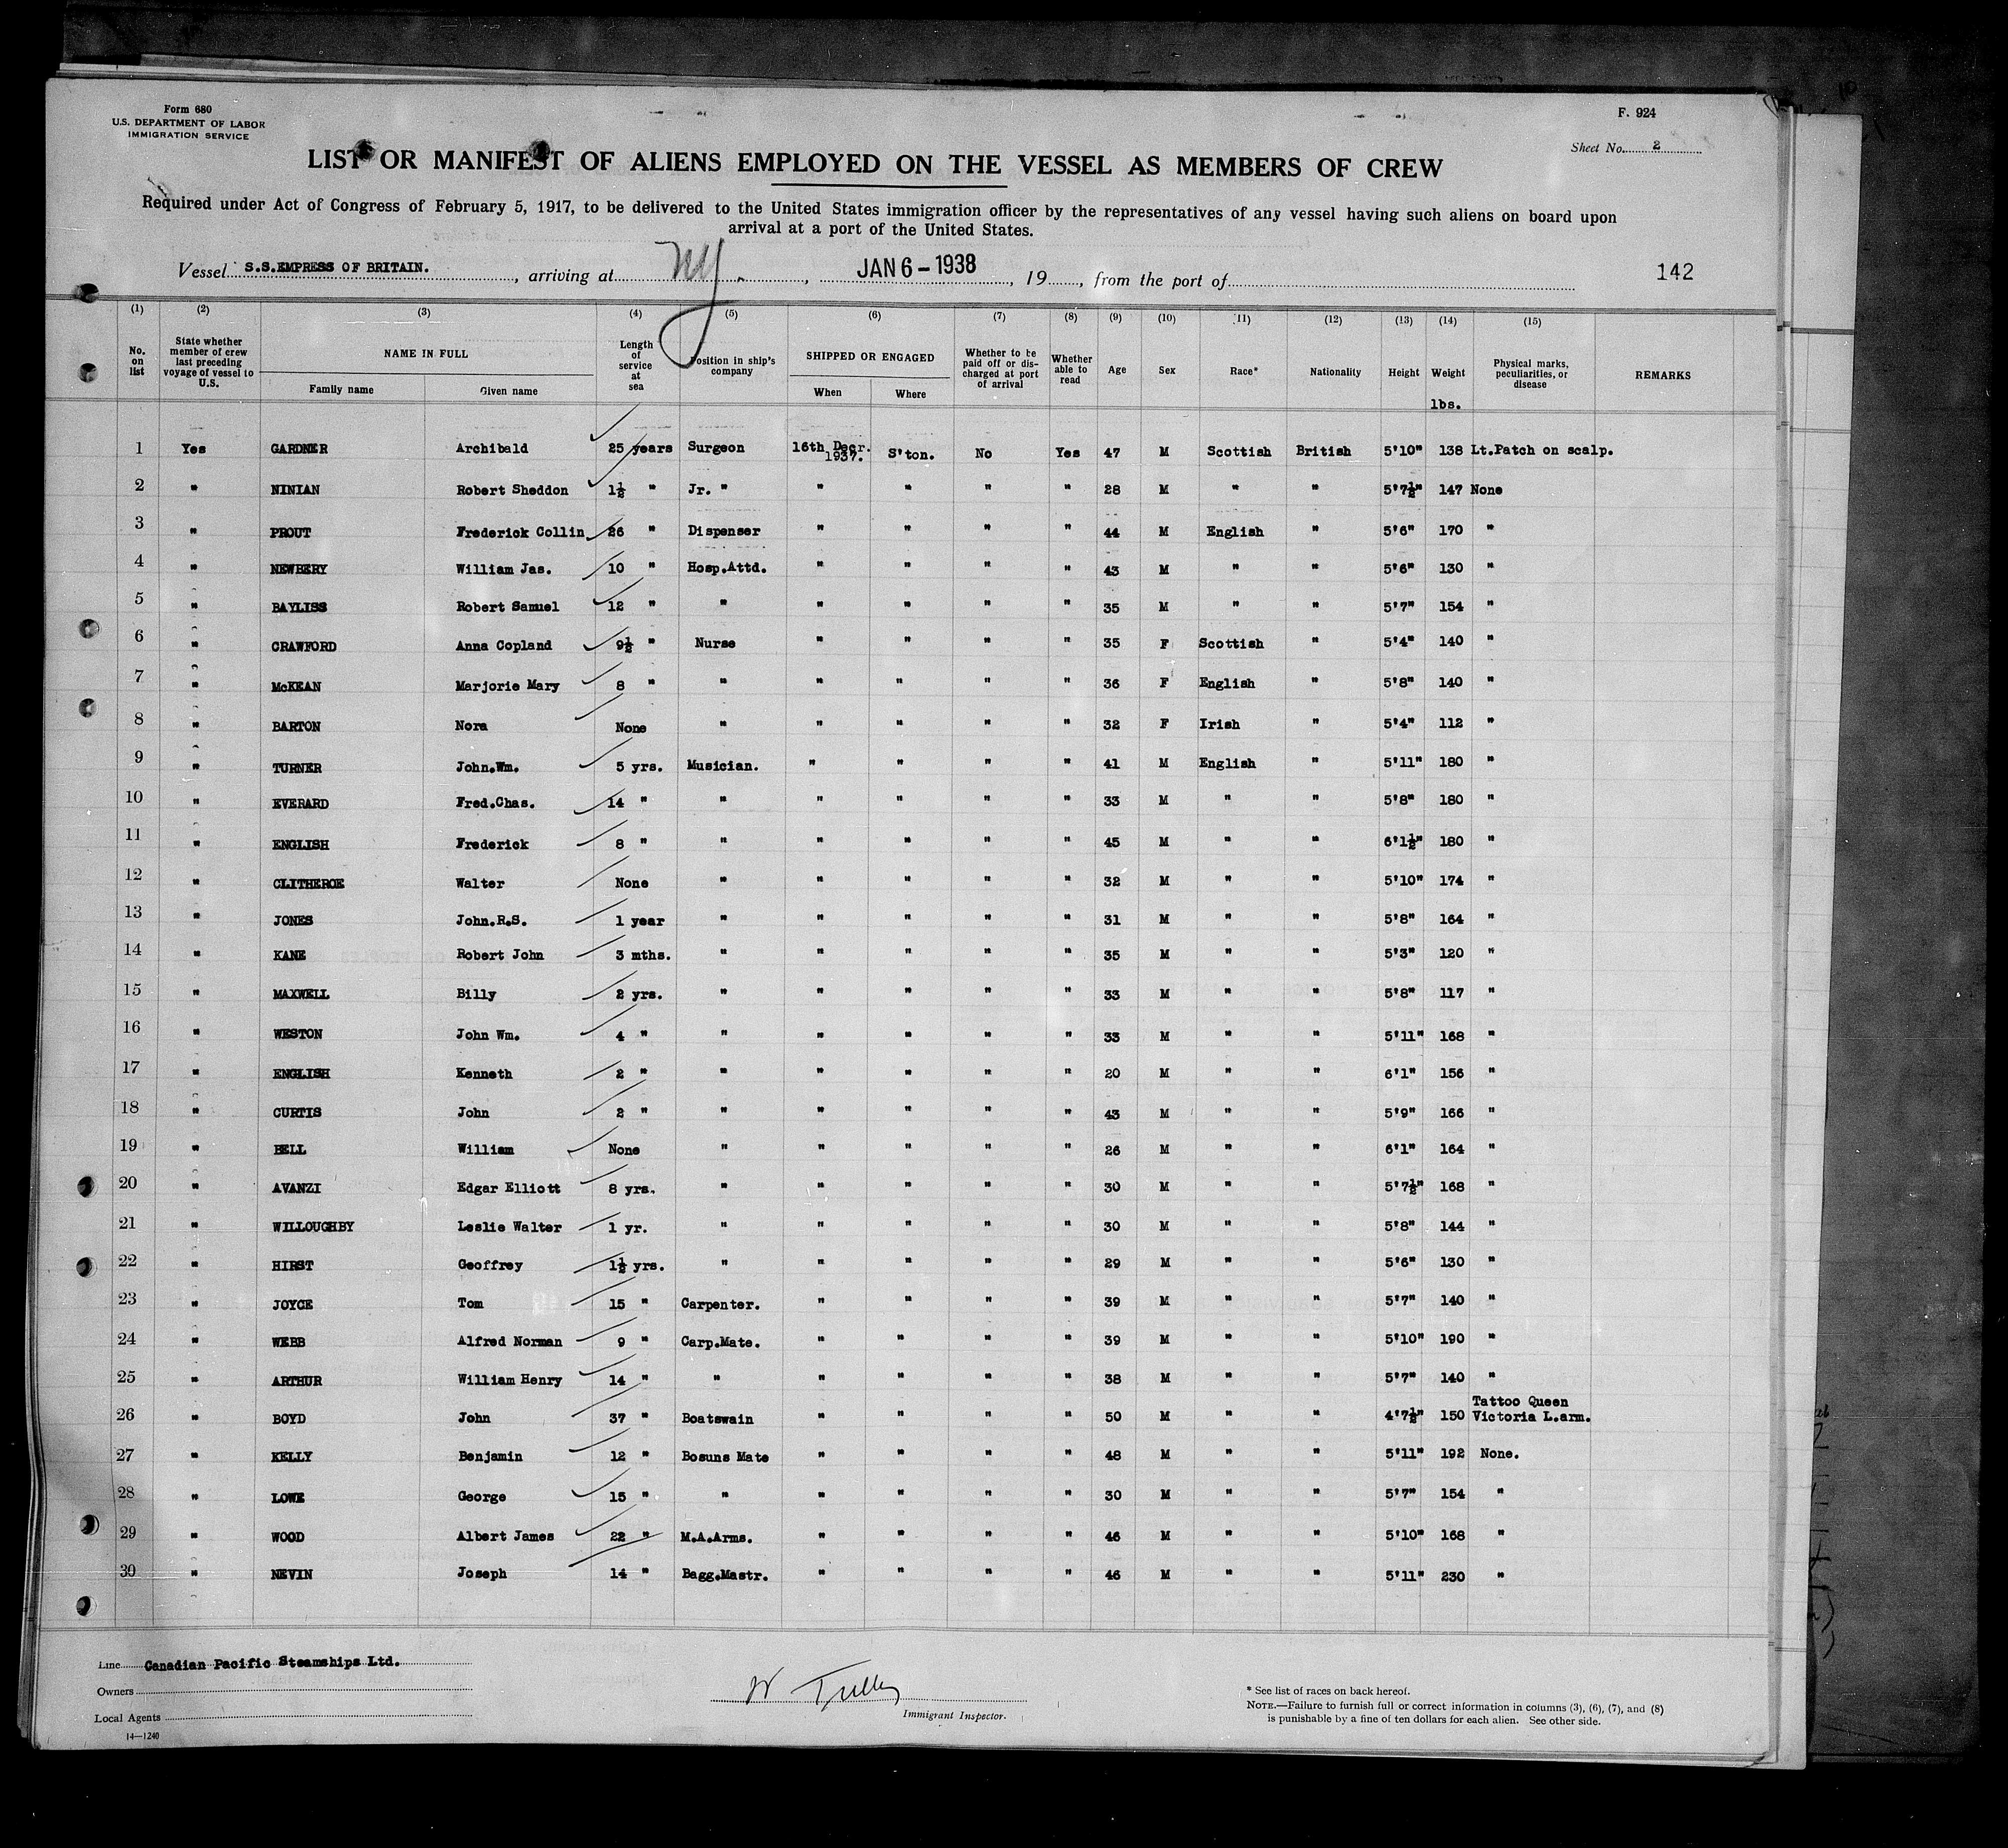 Form 680
U.S. DEPARTMENT OF LABOR
IMMIGRATION SERVICE
F. 924
Sheet No. 2
LIST OR MANIFEST OF ALIENS EMPLOYED ON THE VESSEL AS MEMBERS OF CREW
Required under Act of Congress of February 5, 1917, to be delivered to the United States immigration officer by the representatives of any vessel having such aliens on board upon
arrival at a port of the United States.
Vessel S.S.EMPRESS OF BRITAIN. , arriving at NY. , JAN 6 - 1938 , 19 , from the port of 142
(1) (2) (3) (4) (5) (6) (7) (8) (9) (10) (11) (12) (13) (14) (15)
No. on list State whether member of crew last preceding voyage of vessel to U.S. NAME IN FULL Family name Given name Length of service at sea Position in ship's company SHIPPED OR ENGAGED When Where Whether to be paid off or discharged at port of arrival Whether able to read Age Sex Race* Nationality Height Weight lbs. Physical marks, peculiarities, or disease REMARKS
1 Yes GARDNER Archibald 25 years Surgeon 16th Decr. 1937. S'ton. No Yes 47 M Scottish British 5'10" 138 Lt.Patch on scalp.
2 " NINIAN Robert Sheddon 1½ " Jr. " " " " " 28 M " " 5'7½" 147 None
3 " PROUT Frederick Collin 26 " Dispenser " " " " 44 M English " 5'6" 170 "
4 " NEWBERY William Jas. 10 " Hosp.Attd. " " " " 43 M " " 5'6" 130 "
5 " BAYLISS Robert Samuel 12 " " " " " " 35 M " " 5'7" 154 "
6 " CRAWFORD Anna Copland 9½ " Nurse " " " " 35 F Scottish " 5'4" 140 "
7 " McKEAN Marjorie Mary 8 " " " " " " 36 F English " 5'8" 140 "
8 " BARTON Nora None " " " " " 32 F Irish " 5'4" 112 "
9 " TURNER John.Wm. 5 yrs. Musician. " " " " 41 M English " 5'11" 180 "
10 " EVERARD Fred.Chas. 14 " " " " " " 33 M " " 5'8" 180 "
11 " ENGLISH Frederick 8 " " " " " " 45 M " " 6'1½" 180 "
12 " CLITHEROE Walter None " " " " " 32 M " " 5'10" 174 "
13 " JONES John.R.S. 1 year " " " " " 31 M " " 5'8" 164 "
14 " KANE Robert John 3 mths. " " " " " 35 M " " 5'3" 120 "
15 " MAXWELL Billy 2 yrs. " " " " " 33 M " " 5'8" 117 "
16 " WESTON John Wm. 4 " " " " " " 33 M " " 5'11" 168 "
17 " ENGLISH Kenneth 2 " " " " " " 20 M " " 6'1" 156 "
18 " CURTIS John 2 " " " " " " 43 M " " 5'9" 166 "
19 " BELL William None " " " " " 26 M " " 6'1" 164 "
20 " AVANZI Edgar Elliott 8 yrs. " " " " " 30 M " " 5'7½" 168 "
21 " WILLOUGHBY Leslie Walter 1 yr. " " " " " 30 M " " 5'8" 144 "
22 " HIRST Geoffrey 1½ yrs. " " " " " 29 M " " 5'6" 130 "
23 " JOYCE Tom 15 " Carpenter. " " " " 39 M " " 5'7" 140 "
24 " WEBB Alfred Norman 9 " Carp.Mate. " " " " 39 M " " 5'10" 190 "
25 " ARTHUR William Henry 14 " " " " " " 38 M " " 5'7" 140 "
26 " BOYD John 37 " Boatswain " " " " 50 M " " 4'7½" 150 Tattoo Queen Victoria L.arm.
27 " KELLY Benjamin 12 " Bosuns Mate " " " " 48 M " " 5'11" 192 None.
28 " LOWE George 15 " " " " " " 30 M " " 5'7" 154 "
29 " WOOD Albert James 22 " M.A.Arms. " " " " 46 M " " 5'10" 168 "
30 " NEVIN Joseph 14 " Bagg.Mastr. " " " " 46 M " " 5'11" 230 "
Line Canadian Pacific Steamships Ltd.
Owners
Local Agents
14—1240
W Tulley
Immigrant Inspector.
* See list of races on back hereof.
NOTE.—Failure to furnish full or correct information in columns (3), (6), (7), and (8)
is punishable by a fine of ten dollars for each alien. See other side.